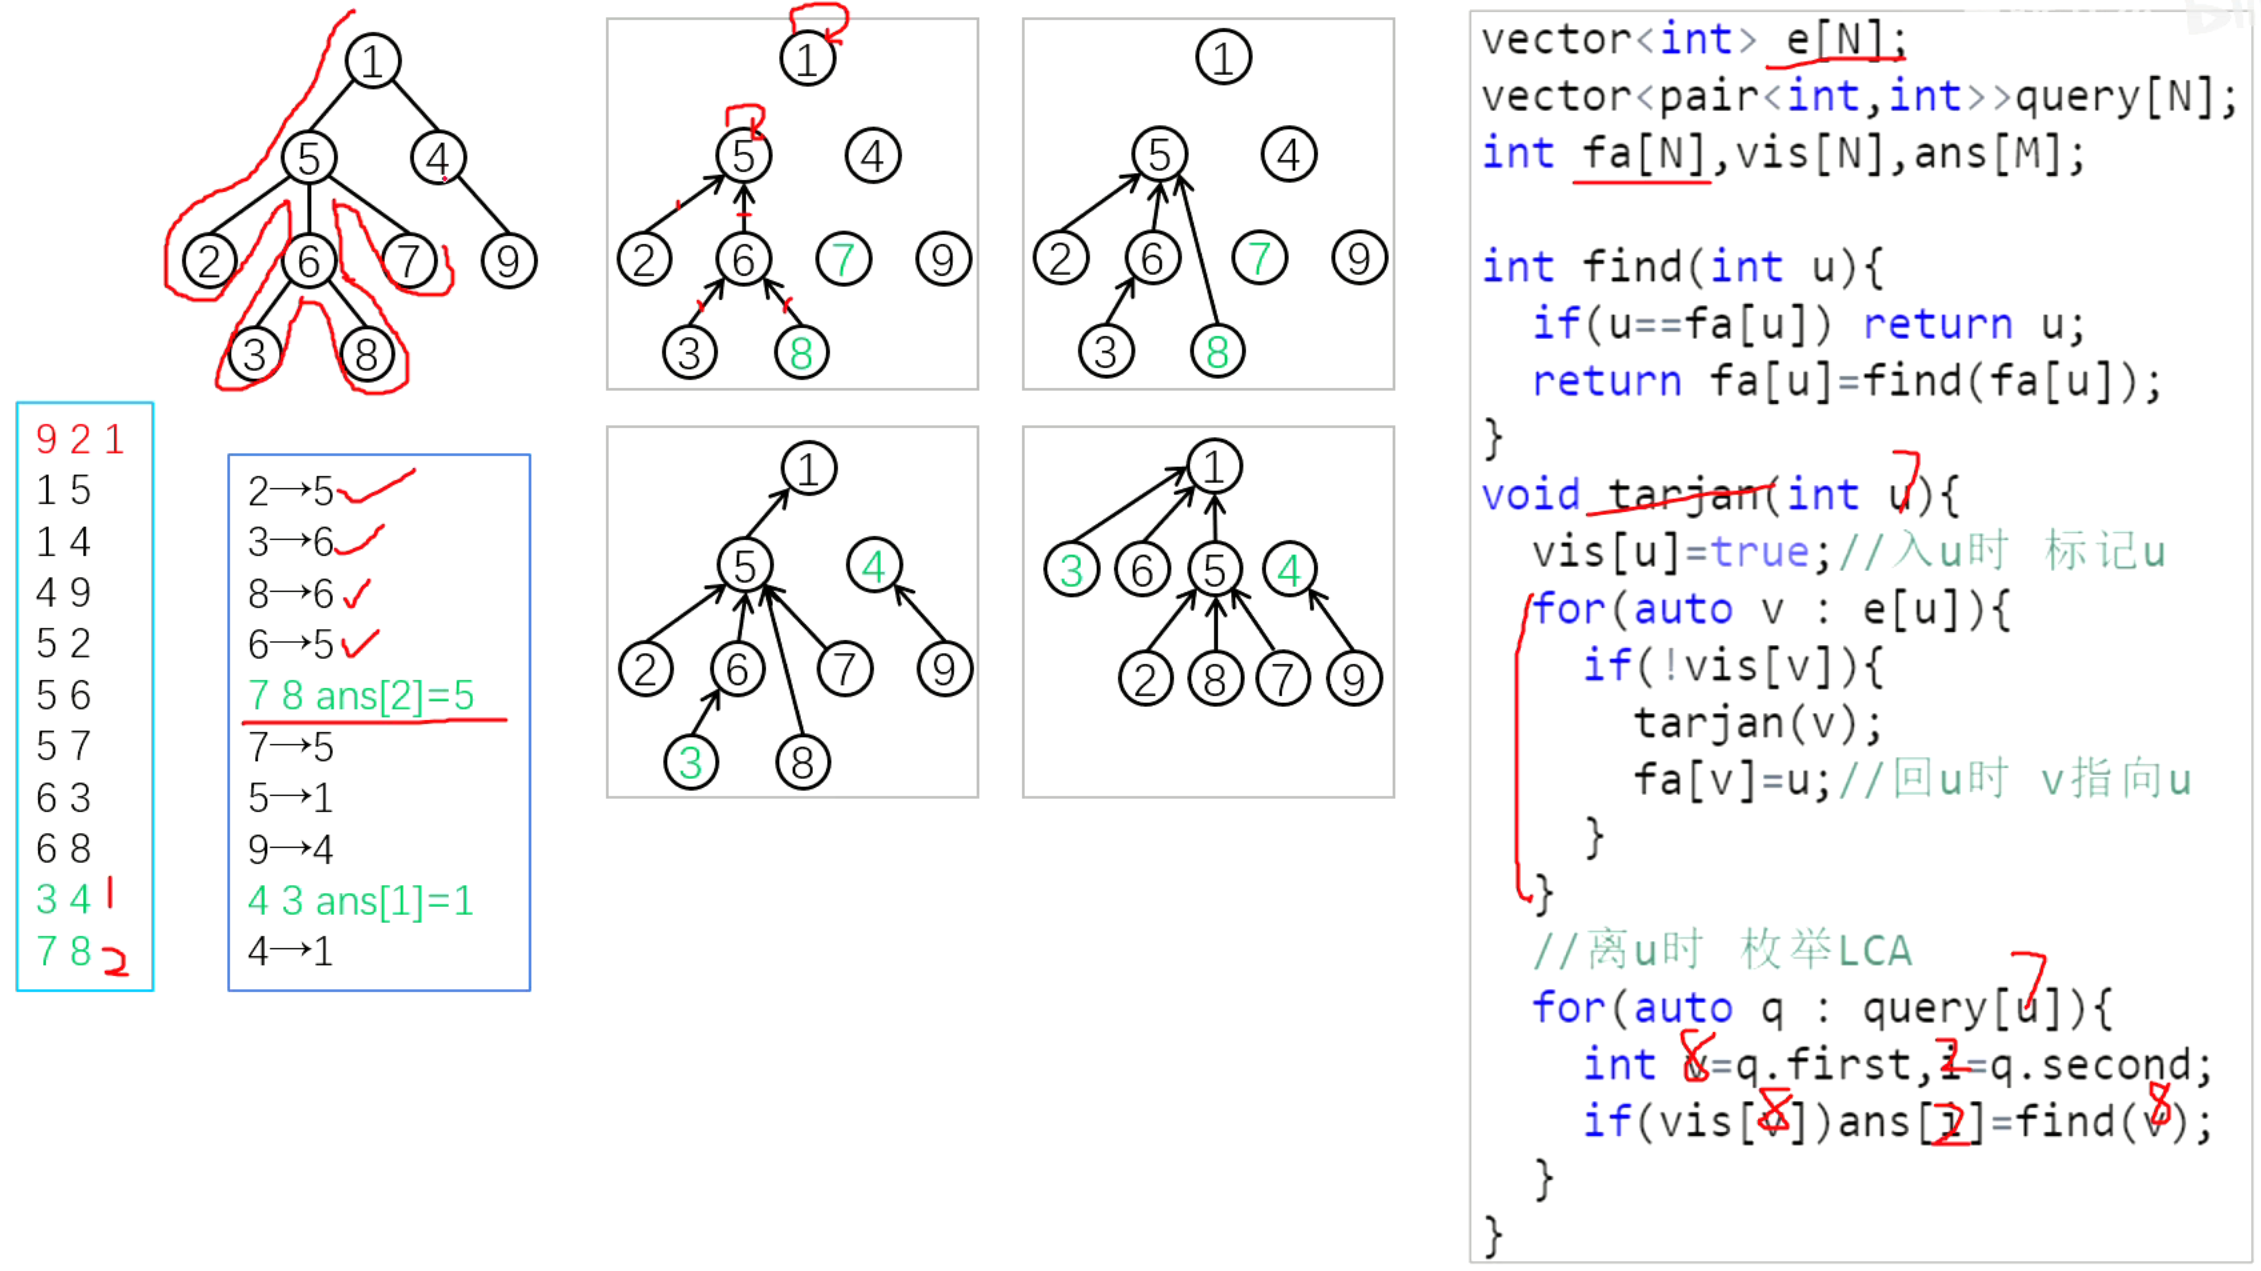 1
5 4
2 6 7 9
3 8
9 2 1
1 5
1 4
4 9
5 2
5 6
5 7
6 3
6 8
3 4 1
7 8 2
2→5
3→6
8→6
6→5
7 8 ans[2]=5
7→5
5→1
9→4
4 3 ans[1]=1
4→1
1
5 4
2 6 7 9
3 8
1
5 4
2 6 7 9
3 8
1
5 4
2 6 7 9
3 8
1
3 6 5 4
2 8 7 9
vector<int> e[N];
vector<pair<int,int>>query[N];
int fa[N],vis[N],ans[M];
int find(int u){
if(u==fa[u]) return u;
return fa[u]=find(fa[u]);
}
7
void tarjan(int u){
vis[u]=true;//入u时 标记u
for(auto v : e[u]){
if(!vis[v]){
tarjan(v);
fa[v]=u;//回u时 v指向u
}
}
//离u时 枚举LCA
7
for(auto q : query[u]){
8 2
int v=q.first,i=q.second;
8 2 8
if(vis[v])ans[i]=find(v);
}
}